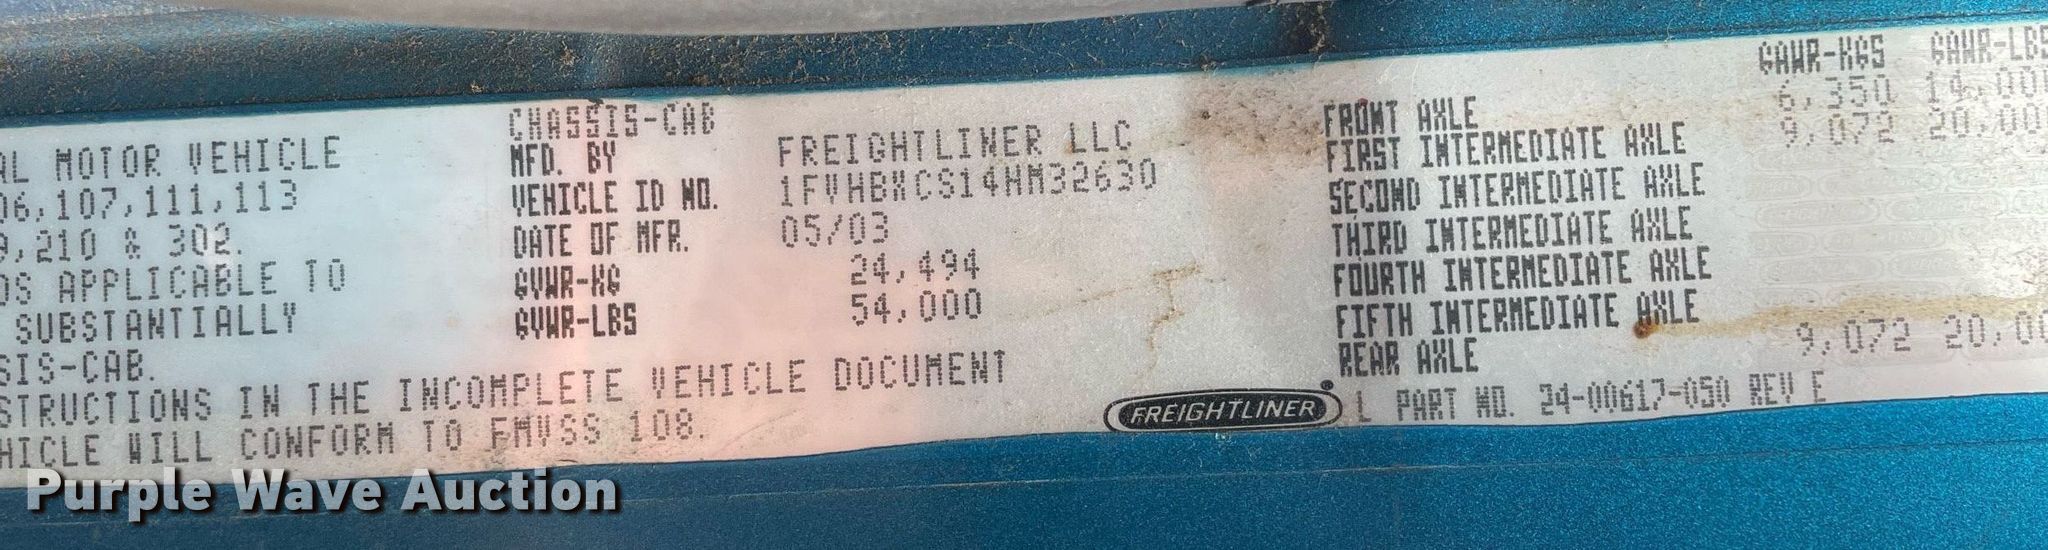 CHASSIS-CAB
AL MOTOR VEHICLE
06,107,111,113
9,210 & 302.
DS APPLICABLE TO
SUBSTANTIALLY
SIS-CAB.
STRUCTIONS IN THE INCOMPLETE VEHICLE DOCUMENT
HICLE WILL CONFORM TO FMVSS 108.
MFD. BY FREIGHTLINER LLC
VEHICLE ID NO. 1FVHBXCS14HM32630
DATE OF MFR. 05/03
GVWR-KG 24,494
GVWR-LBS 54,000
GAWR-KGS GAWR-LBS
FRONT AXLE 6,350 14,000
FIRST INTERMEDIATE AXLE 9,072 20,00
SECOND INTERMEDIATE AXLE
THIRD INTERMEDIATE AXLE
FOURTH INTERMEDIATE AXLE
FIFTH INTERMEDIATE AXLE
REAR AXLE 9,072 20,00
FREIGHTLINER L PART NO. 24-00617-050 REV E
Purple Wave Auction